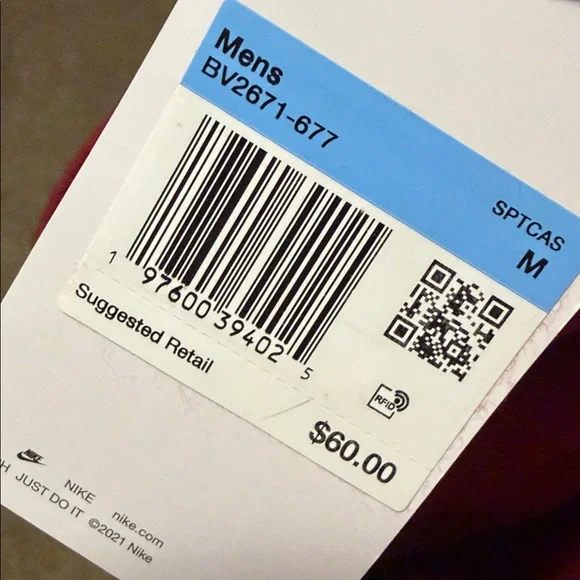 Mens
BV2671-677
SPTCAS
M
1 97600 39402 5
Suggested Retail
RFID
$60.00
NIKE
NIKE nike.com
JUST DO IT ©2021 Nike